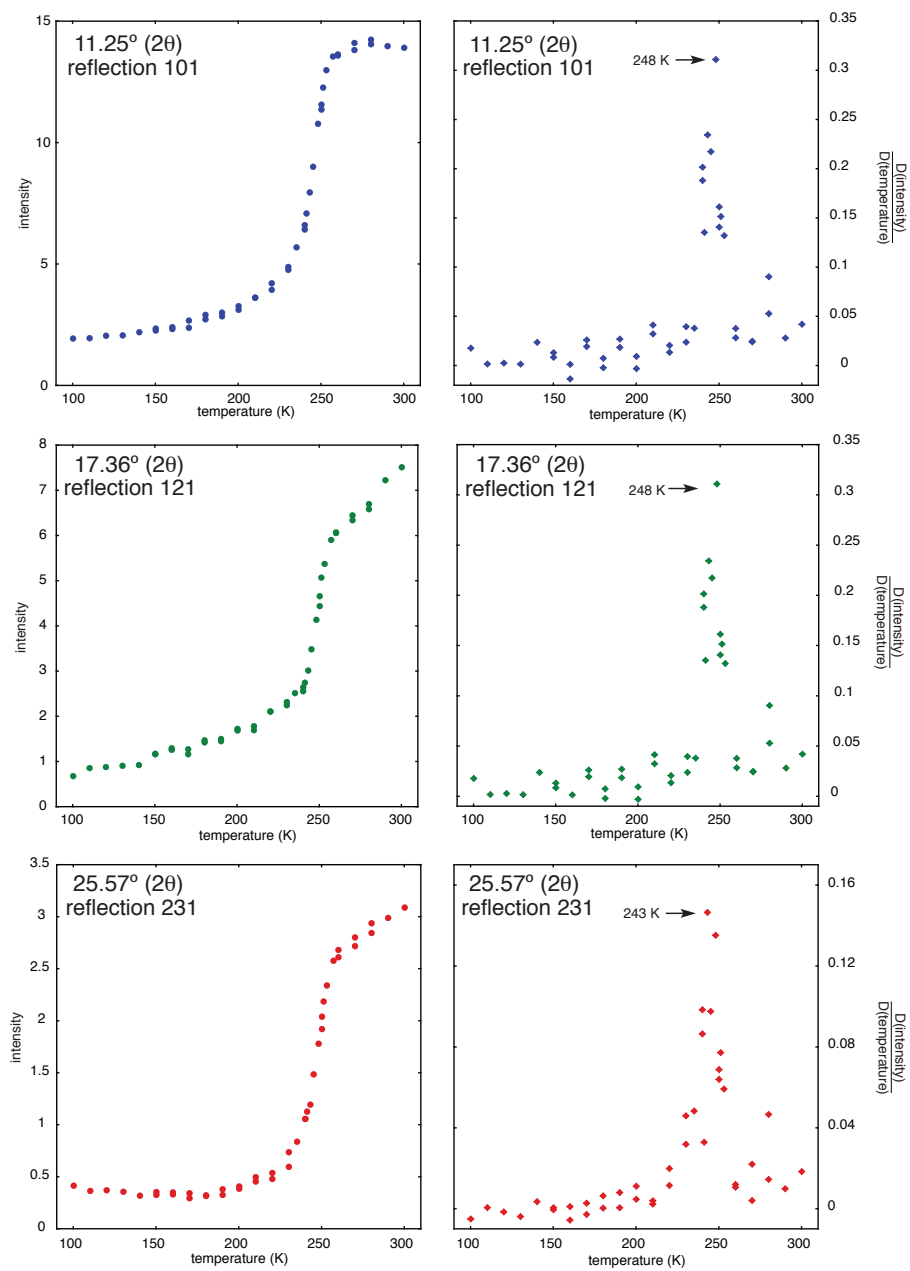 11.25º (2θ)
reflection 101
15
10
5
0
intensity
100 150 200 250 300
temperature (K)
11.25º (2θ)
reflection 101
248 K
0.35
0.3
0.25
0.2
0.15
0.1
0.05
0
D(intensity)
D(temperature)
100 150 200 250 300
temperature (K)
17.36º (2θ)
reflection 121
8
7
6
5
4
3
2
1
0
intensity
100 150 200 250 300
temperature (K)
17.36º (2θ)
reflection 121
248 K
0.35
0.3
0.25
0.2
0.15
0.1
0.05
0
D(intensity)
D(temperature)
100 150 200 250 300
temperature (K)
25.57º (2θ)
reflection 231
3.5
3
2.5
2
1.5
1
0.5
0
intensity
100 150 200 250 300
temperature (K)
25.57º (2θ)
reflection 231
243 K
0.16
0.12
0.08
0.04
0
D(intensity)
D(temperature)
100 150 200 250 300
temperature (K)